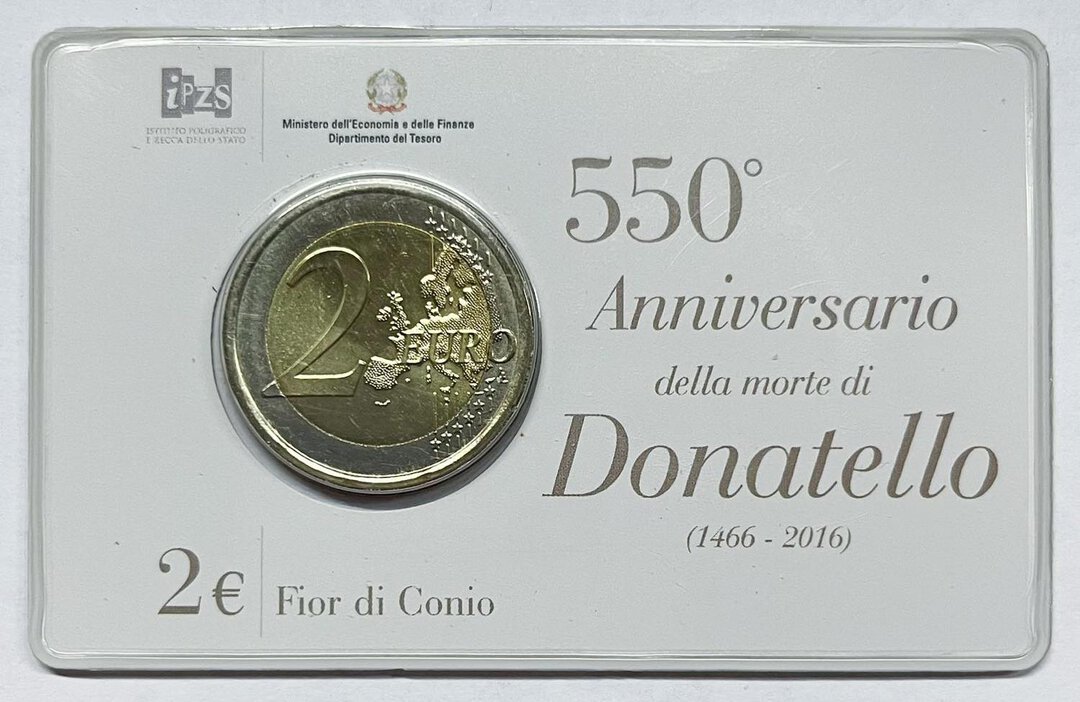 iPZS
ISTITUTO POLIGRAFICO
E ZECCA DELLO STATO
Ministero dell'Economia e delle Finanze
Dipartimento del Tesoro
2 EURO
550°
Anniversario
della morte di
Donatello
(1466 - 2016)
2€
Fior di Conio